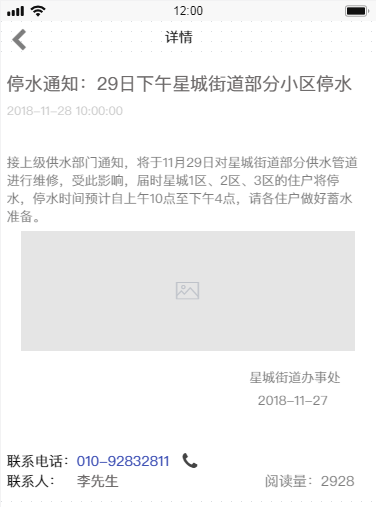 12:00
详情
停水通知：29日下午星城街道部分小区停水
2018-11-28 10:00:00
接上级供水部门通知，将于11月29日对星城街道部分供水管道
进行维修，受此影响，届时星城1区、2区、3区的住户将停
水，停水时间预计自上午10点至下午4点，请各住户做好蓄水
准备。
星城街道办事处
2018-11-27
联系电话：010-92832811
联系人： 李先生 阅读量：2928